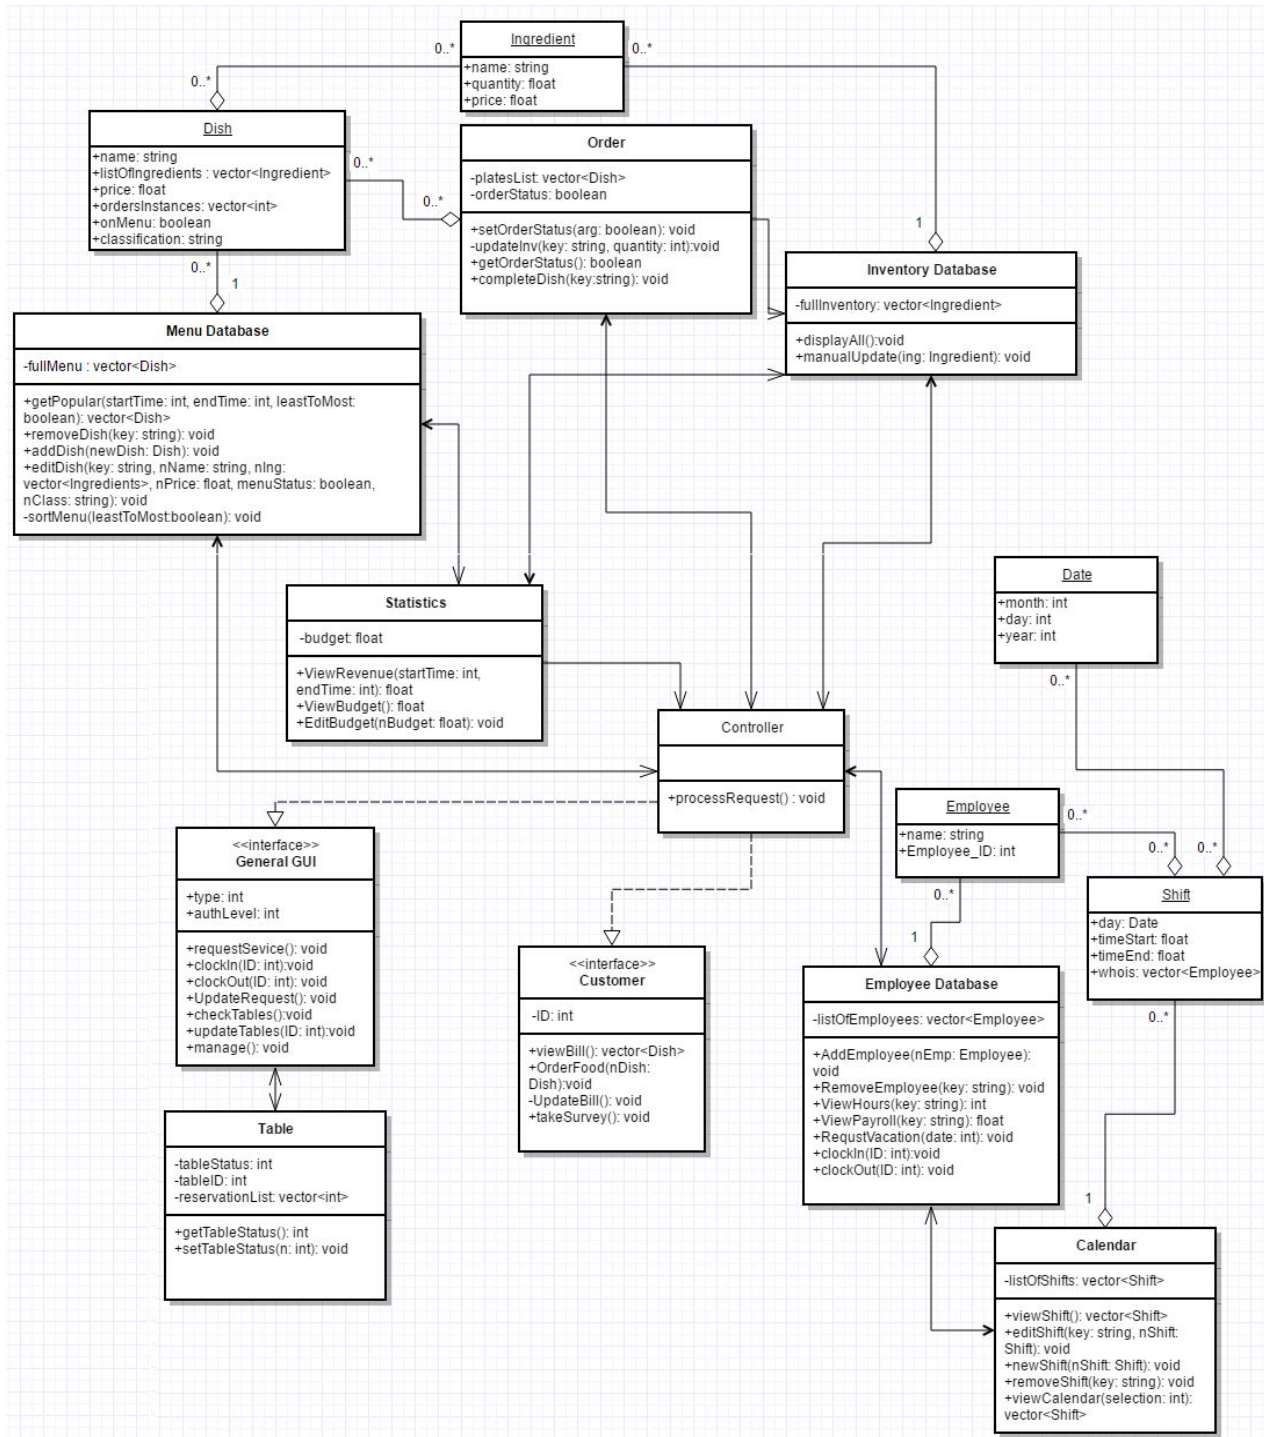 Ingredient
+name: string
+quantity: float
+price: float
0..*
0..*
0..*
Dish
+name: string
+listOfIngredients : vector<Ingredient>
+price: float
+ordersInstances: vector<int>
+onMenu: boolean
+classification: string
0..*
0..*
Order
-platesList: vector<Dish>
-orderStatus: boolean
+setOrderStatus(arg: boolean): void
-updateInv(key: string, quantity: int):void
+getOrderStatus(): boolean
+completeDish(key:string): void
1
Inventory Database
-fullInventory: vector<Ingredient>
+displayAll():void
+manualUpdate(ing: Ingredient): void
0..*
1
Menu Database
-fullMenu : vector<Dish>
+getPopular(startTime: int, endTime: int, leastToMost:
boolean): vector<Dish>
+removeDish(key: string): void
+addDish(newDish: Dish): void
+editDish(key: string, nName: string, nIng:
vector<Ingredients>, nPrice: float, menuStatus: boolean,
nClass: string): void
-sortMenu(leastToMost:boolean): void
Statistics
-budget: float
+ViewRevenue(startTime: int,
endTime: int): float
+ViewBudget(): float
+EditBudget(nBudget: float): void
Date
+month: int
+day: int
+year: int
0..*
Controller
+processRequest() : void
Employee
+name: string
+Employee_ID: int
0..*
0..*
0..*
0..*
1
Shift
+day: Date
+timeStart: float
+timeEnd: float
+whois: vector<Employee>
0..*
<<interface>>
General GUI
+type: int
+authLevel: int
+requestSevice(): void
+clockIn(ID: int):void
+clockOut(ID: int): void
+UpdateRequest(): void
+checkTables():void
+updateTables(ID: int):void
+manage(): void
<<interface>>
Customer
-ID: int
+viewBill(): vector<Dish>
+OrderFood(nDish:
Dish):void
-UpdateBill(): void
+takeSurvey(): void
Employee Database
-listOfEmployees: vector<Employee>
+AddEmployee(nEmp: Employee):
void
+RemoveEmployee(key: string): void
+ViewHours(key: string): int
+ViewPayroll(key: string): float
+RequstVacation(date: int): void
+clockIn(ID: int):void
+clockOut(ID: int): void
Table
-tableStatus: int
-tableID: int
-reservationList: vector<int>
+getTableStatus(): int
+setTableStatus(n: int): void
1
Calendar
-listOfShifts: vector<Shift>
+viewShift(): vector<Shift>
+editShift(key: string, nShift:
Shift): void
+newShift(nShift: Shift): void
+removeShift(key: string): void
+viewCalendar(selection: int):
vector<Shift>